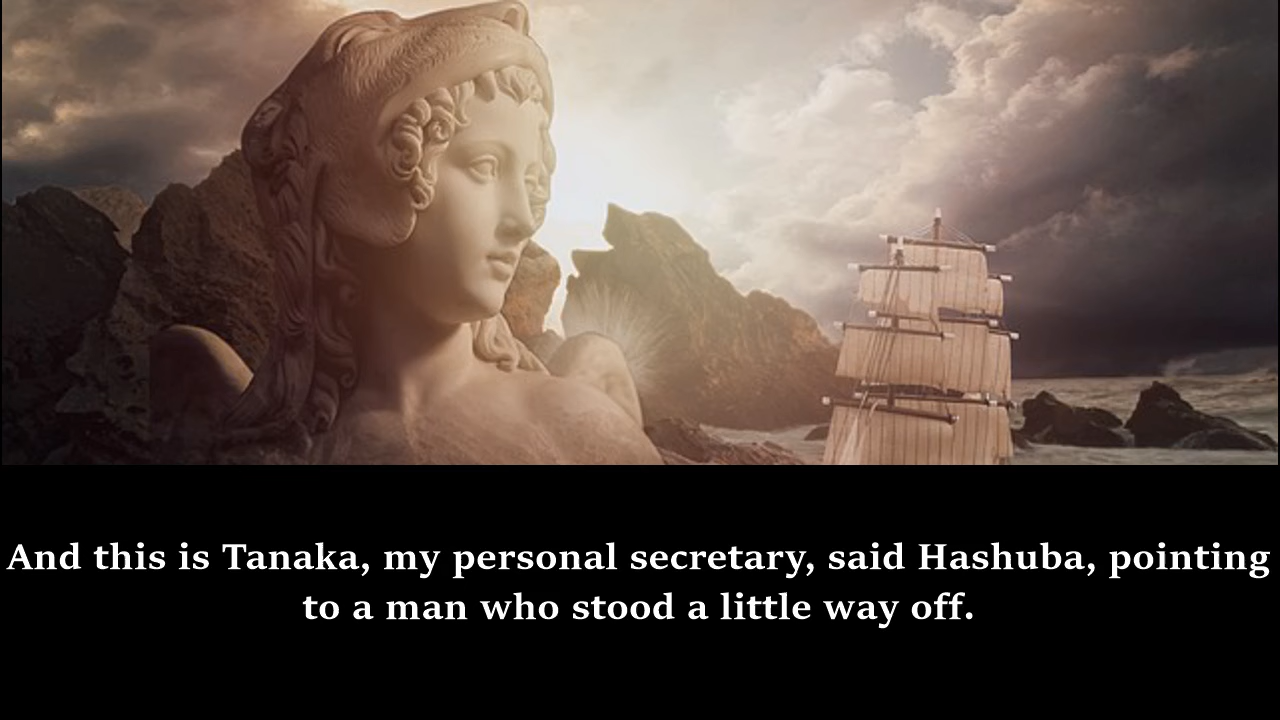 And this is Tanaka, my personal secretary, said Hashuba, pointing
to a man who stood a little way off.